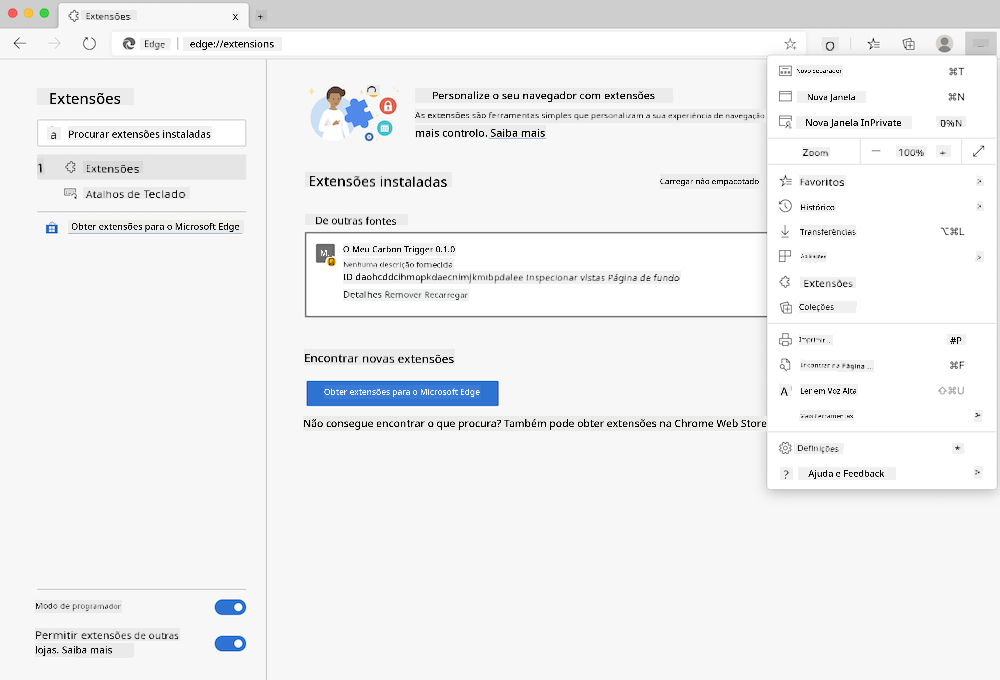 Extensões x +
Edge edge://extensions
Extensões
a Procurar extensões instaladas
1 Extensões
Atalhos de Teclado
Obter extensões para o Microsoft Edge
Modo de programador
Permitir extensões de outras
lojas. Saiba mais
Personalize o seu navegador com extensões
As extensões são ferramentas simples que personalizam a sua experiência de navegação
mais controlo. Saiba mais
Extensões instaladas
Carregar não empacotado
De outras fontes
O Meu Carbon Trigger 0.1.0
Nenhuma descrição fornecida
ID daohcddcihmopkdaecnimjkmibpdalee Inspecionar vistas Página de fundo
Detalhes Remover Recarregar
Encontrar novas extensões
Obter extensões para o Microsoft Edge
Não consegue encontrar o que procura? Também pode obter extensões na Chrome Web Store
Novo separador ⌘T
Nuva Janela ⌘N
Nova Janela InPrivate 0%N
Zoom — 100% +
Favoritos >
Histórico >
Transferências ⌥⌘L
Extensões
Coleções
Imprimir... #P
Encontrar na Página ... ⌘F
Ler em Voz Alta ⇧⌘U
Mais ferramentas >
Definições
? Ajuda e Feedback >